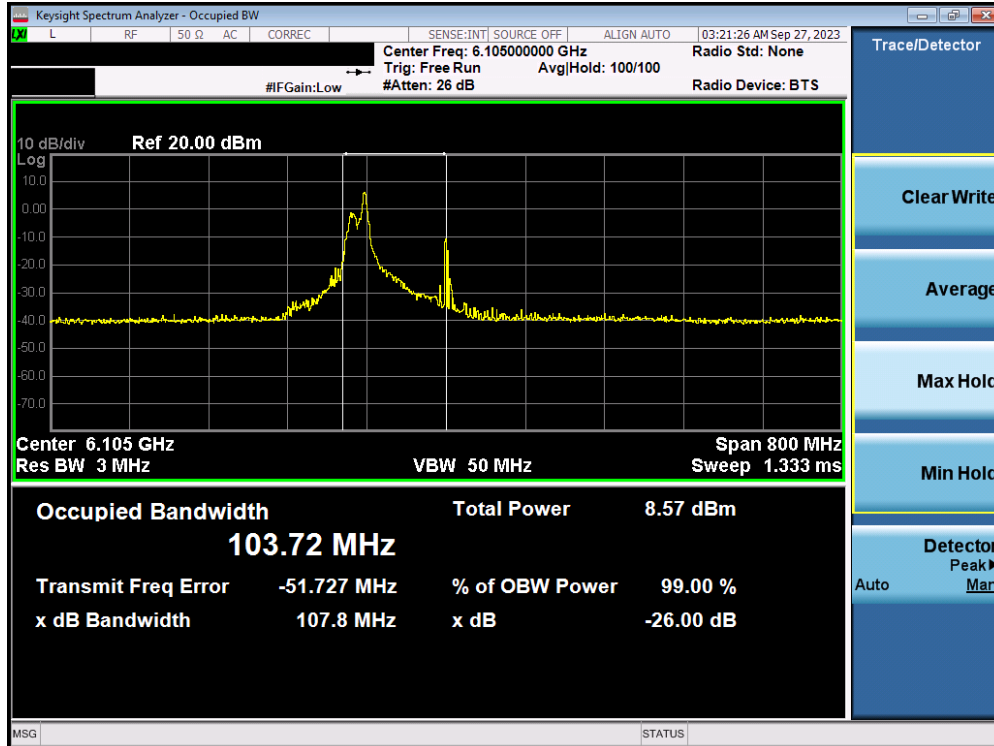 Keysight Spectrum Analyzer - Occupied BW
LXI L RF 50 Ω AC CORREC SENSE:INT SOURCE OFF ALIGN AUTO 03:21:26 AM Sep 27, 2023
Center Freq: 6.105000000 GHz Radio Std: None
Trig: Free Run Avg|Hold: 100/100
#IFGain:Low #Atten: 26 dB Radio Device: BTS
Trace/Detector
10 dB/div Ref 20.00 dBm
Log
10.0
0.00
-10.0
-20.0
-30.0
-40.0
-50.0
-60.0
-70.0
Center 6.105 GHz Span 800 MHz
Res BW 3 MHz VBW 50 MHz Sweep 1.333 ms
Occupied Bandwidth Total Power 8.57 dBm
103.72 MHz
Transmit Freq Error -51.727 MHz % of OBW Power 99.00 %
x dB Bandwidth 107.8 MHz x dB -26.00 dB
Clear Write
Average
Max Hold
Min Hold
Detector
Peak
Auto Man
MSG STATUS